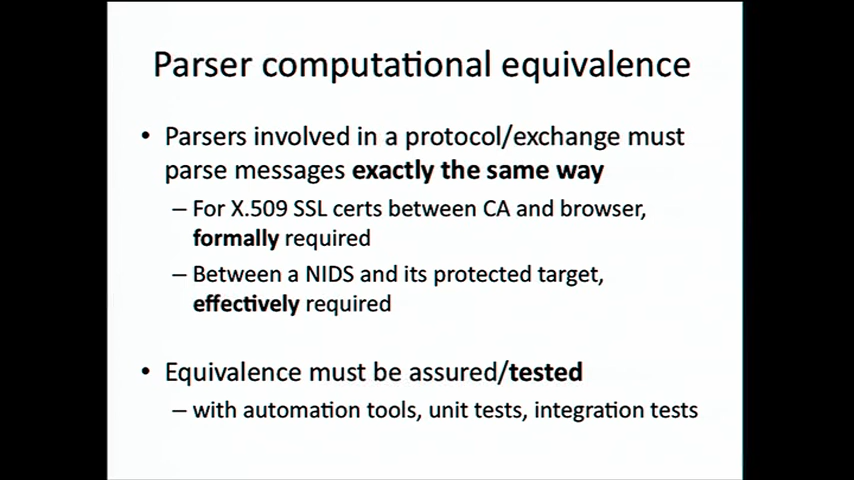 Parser computational equivalence
• Parsers involved in a protocol/exchange must
parse messages exactly the same way
– For X.509 SSL certs between CA and browser,
formally required
– Between a NIDS and its protected target,
effectively required
• Equivalence must be assured/tested
– with automation tools, unit tests, integration tests